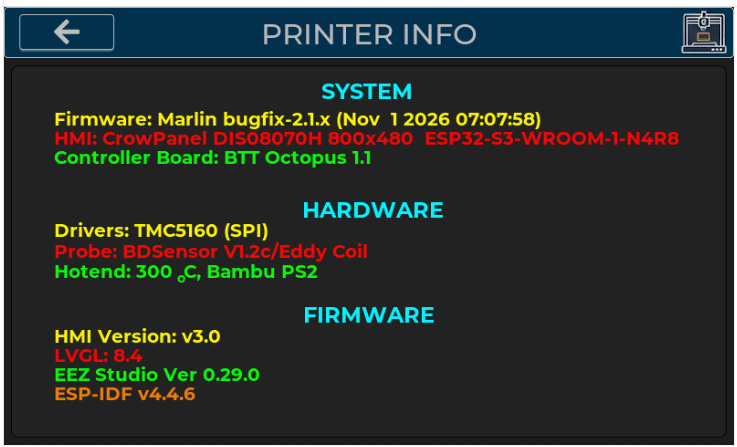 PRINTER INFO
SYSTEM
Firmware: Marlin bugfix-2.1.x (Nov  1 2026 07:07:58)
HMI: CrowPanel DIS08070H 800x480  ESP32-S3-WROOM-1-N4R8
Controller Board: BTT Octopus 1.1
HARDWARE
Drivers: TMC5160 (SPI)
Probe: BDSensor V1.2c/Eddy Coil
Hotend: 300 oC, Bambu PS2
FIRMWARE
HMI Version: v3.0
LVGL: 8.4
EEZ Studio Ver 0.29.0
ESP-IDF v4.4.6